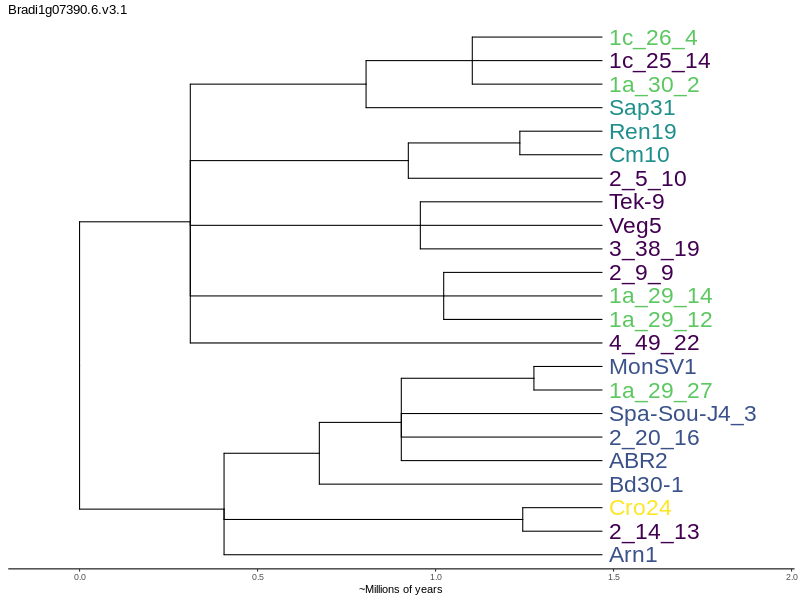 Bradi1g07390.6.v3.1
1c_26_4
1c_25_14
1a_30_2
Sap31
Ren19
Cm10
2_5_10
Tek-9
Veg5
3_38_19
2_9_9
1a_29_14
1a_29_12
4_49_22
MonSV1
1a_29_27
Spa-Sou-J4_3
2_20_16
ABR2
Bd30-1
Cro24
2_14_13
Arn1
0.0 0.5 1.0 1.5 2.0
~Millions of years